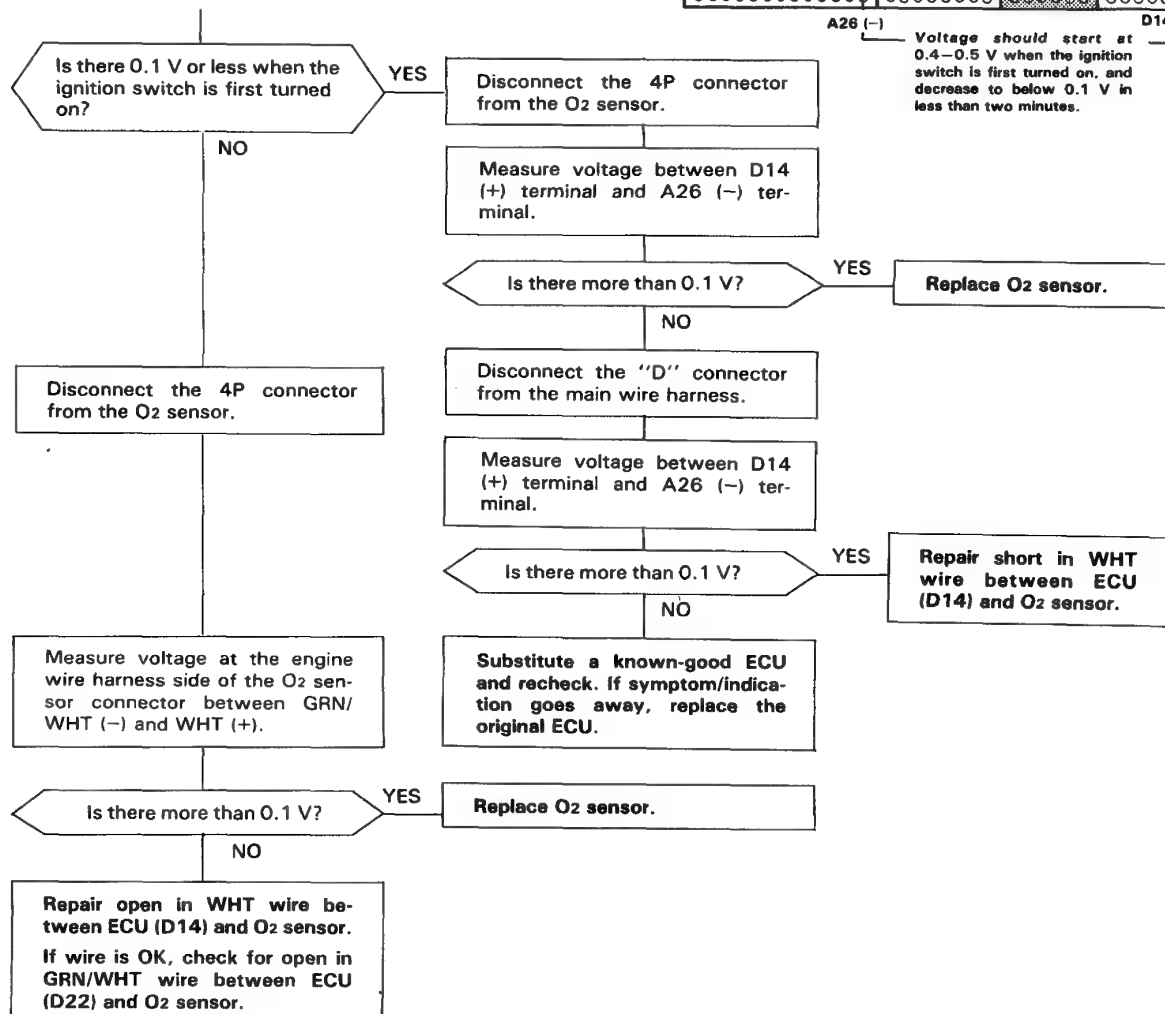 A26 (−)
D14
Voltage should start at
0.4−0.5 V when the ignition
switch is first turned on, and
decrease to below 0.1 V in
less than two minutes.
Is there 0.1 V or less when the
ignition switch is first turned
on?
YES
NO
Disconnect the 4P connector
from the O2 sensor.
Measure voltage between D14
(+) terminal and A26 (−) ter-
minal.
Is there more than 0.1 V?
YES
Replace O2 sensor.
NO
Disconnect the 4P connector
from the O2 sensor.
Disconnect the "D" connector
from the main wire harness.
Measure voltage between D14
(+) terminal and A26 (−) ter-
minal.
Is there more than 0.1 V?
YES
Repair short in WHT
wire between ECU
(D14) and O2 sensor.
NO
Measure voltage at the engine
wire harness side of the O2 sen-
sor connector between GRN/
WHT (−) and WHT (+).
Substitute a known-good ECU
and recheck. If symptom/indica-
tion goes away, replace the
original ECU.
Is there more than 0.1 V?
YES
Replace O2 sensor.
NO
Repair open in WHT wire be-
tween ECU (D14) and O2 sensor.
If wire is OK, check for open in
GRN/WHT wire between ECU
(D22) and O2 sensor.